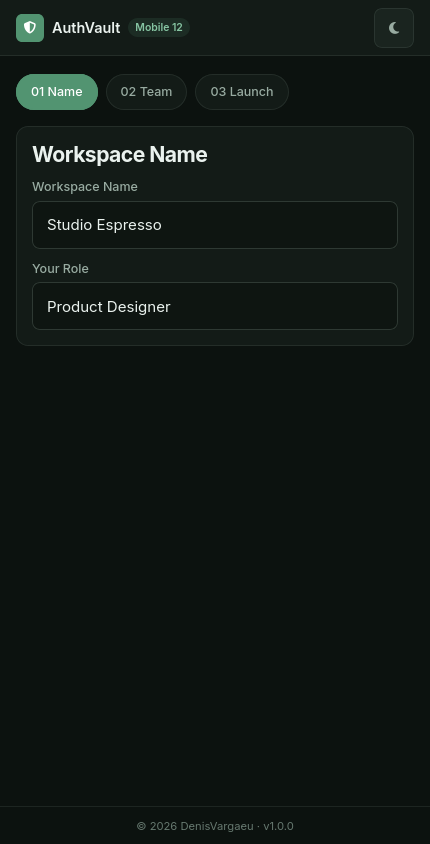 AuthVault Mobile 12
01 Name 02 Team 03 Launch
Workspace Name
Workspace Name
Studio Espresso
Your Role
Product Designer
© 2026 DenisVargaeu · v1.0.0